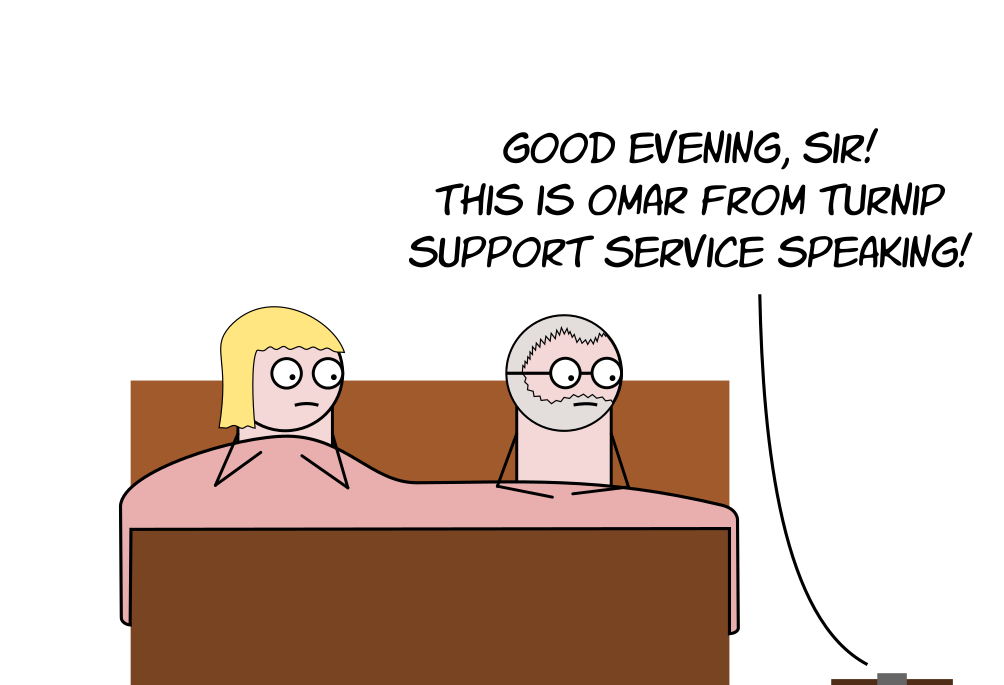 GOOD EVENING, SIR!
THIS IS OMAR FROM TURNIP
SUPPORT SERVICE SPEAKING!